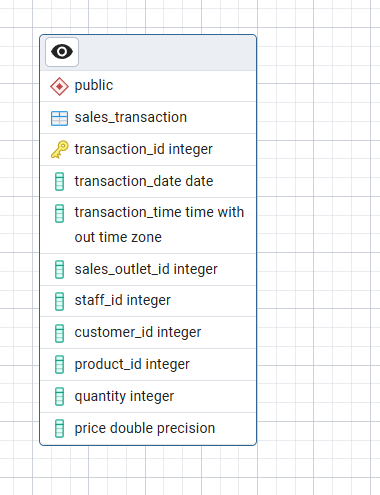 public
sales_transaction
transaction_id integer
transaction_date date
transaction_time time with
out time zone
sales_outlet_id integer
staff_id integer
customer_id integer
product_id integer
quantity integer
price double precision